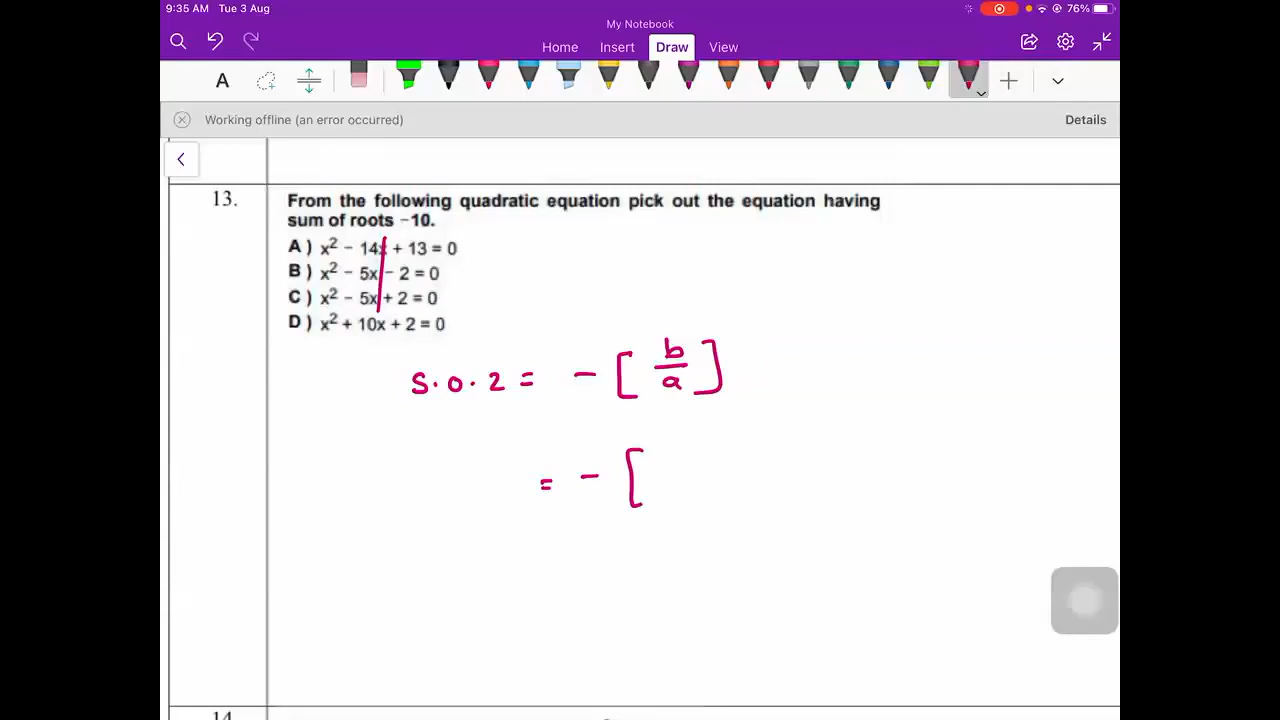 9:35 AM Tue 3 Aug
76%
My Notebook
Home Insert Draw View
A
Working offline (an error occurred) Details
13. From the following quadratic equation pick out the equation having
sum of roots -10.
A) x² - 14x + 13 = 0
B) x² - 5x - 2 = 0
C) x² - 5x + 2 = 0
D) x² + 10x + 2 = 0
S.O.2 = - [b/a]
= - [
14